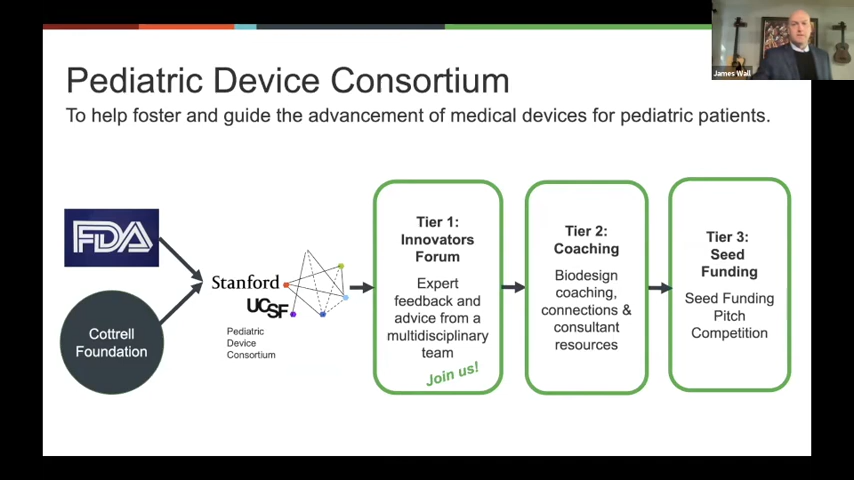 James Wall
Pediatric Device Consortium
To help foster and guide the advancement of medical devices for pediatric patients.
FDA
Cottrell
Foundation
Stanford
UCSF
Pediatric
Device
Consortium
Tier 1:
Innovators
Forum
Expert
feedback and
advice from a
multidisciplinary
team
Join us!
Tier 2:
Coaching
Biodesign
coaching,
connections &
consultant
resources
Tier 3:
Seed
Funding
Seed Funding
Pitch
Competition